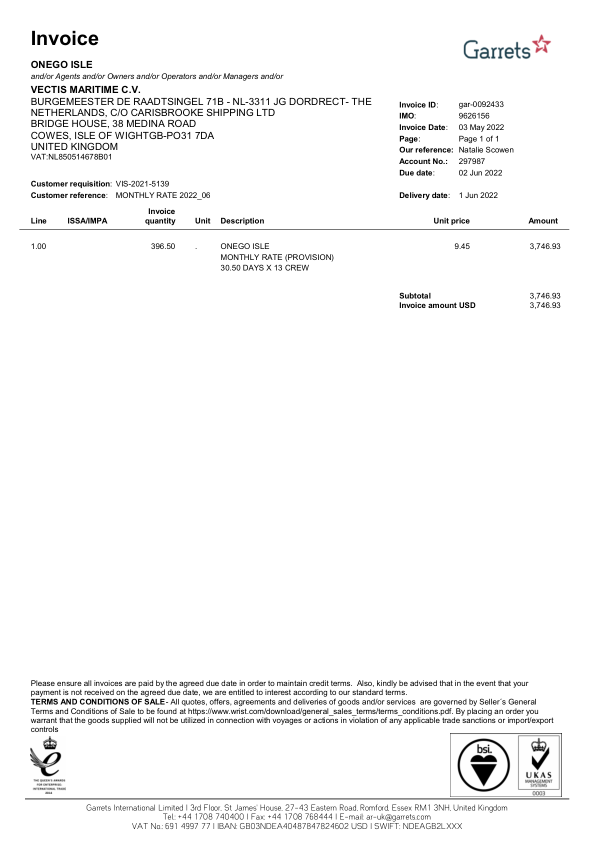 Invoice
Garrets
ONEGO ISLE
and/or Agents and/or Owners and/or Operators and/or Managers and/or
VECTIS MARITIME C.V.
BURGEMEESTER DE RAADTSINGEL 71B - NL-3311 JG DORDRECT- THE
NETHERLANDS, C/O CARISBROOKE SHIPPING LTD
BRIDGE HOUSE, 38 MEDINA ROAD
COWES, ISLE OF WIGHTGB-PO31 7DA
UNITED KINGDOM
VAT:NL850514678B01
Invoice ID: gar-0092433
IMO: 9626156
Invoice Date: 03 May 2022
Page: Page 1 of 1
Our reference: Natalie Scowen
Account No.: 297987
Due date: 02 Jun 2022
Customer requisition: VIS-2021-5139
Customer reference: MONTHLY RATE 2022_06
Delivery date: 1 Jun 2022
Line ISSA/IMPA Invoice quantity Unit Description Unit price Amount
1.00 396.50 . ONEGO ISLE 9.45 3,746.93
MONTHLY RATE (PROVISION)
30.50 DAYS X 13 CREW
Subtotal 3,746.93
Invoice amount USD 3,746.93
Please ensure all invoices are paid by the agreed due date in order to maintain credit terms. Also, kindly be advised that in the event that your
payment is not received on the agreed due date, we are entitled to interest according to our standard terms.
TERMS AND CONDITIONS OF SALE- All quotes, offers, agreements and deliveries of goods and/or services are governed by Seller´s General
Terms and Conditions of Sale to be found at https://www.wrist.com/download/general_sales_terms/terms_conditions.pdf. By placing an order you
warrant that the goods supplied will not be utilized in connection with voyages or actions in violation of any applicable trade sanctions or import/export
controls
THE QUEEN'S AWARDS
FOR ENTERPRISE:
INTERNATIONAL TRADE
bsi.
UKAS
MANAGEMENT
SYSTEMS
0003
Garrets International Limited I 3rd Floor, St James' House, 27-43 Eastern Road, Romford, Essex RM1 3NH, United Kingdom
Tel: +44 1708 740400 I Fax: +44 1708 768444 I E-mail: ar-uk@garrets.com
VAT No: 691 4997 77 I IBAN: GB03NDEA40487847824602 USD I SWIFT: NDEAGB2LXXX